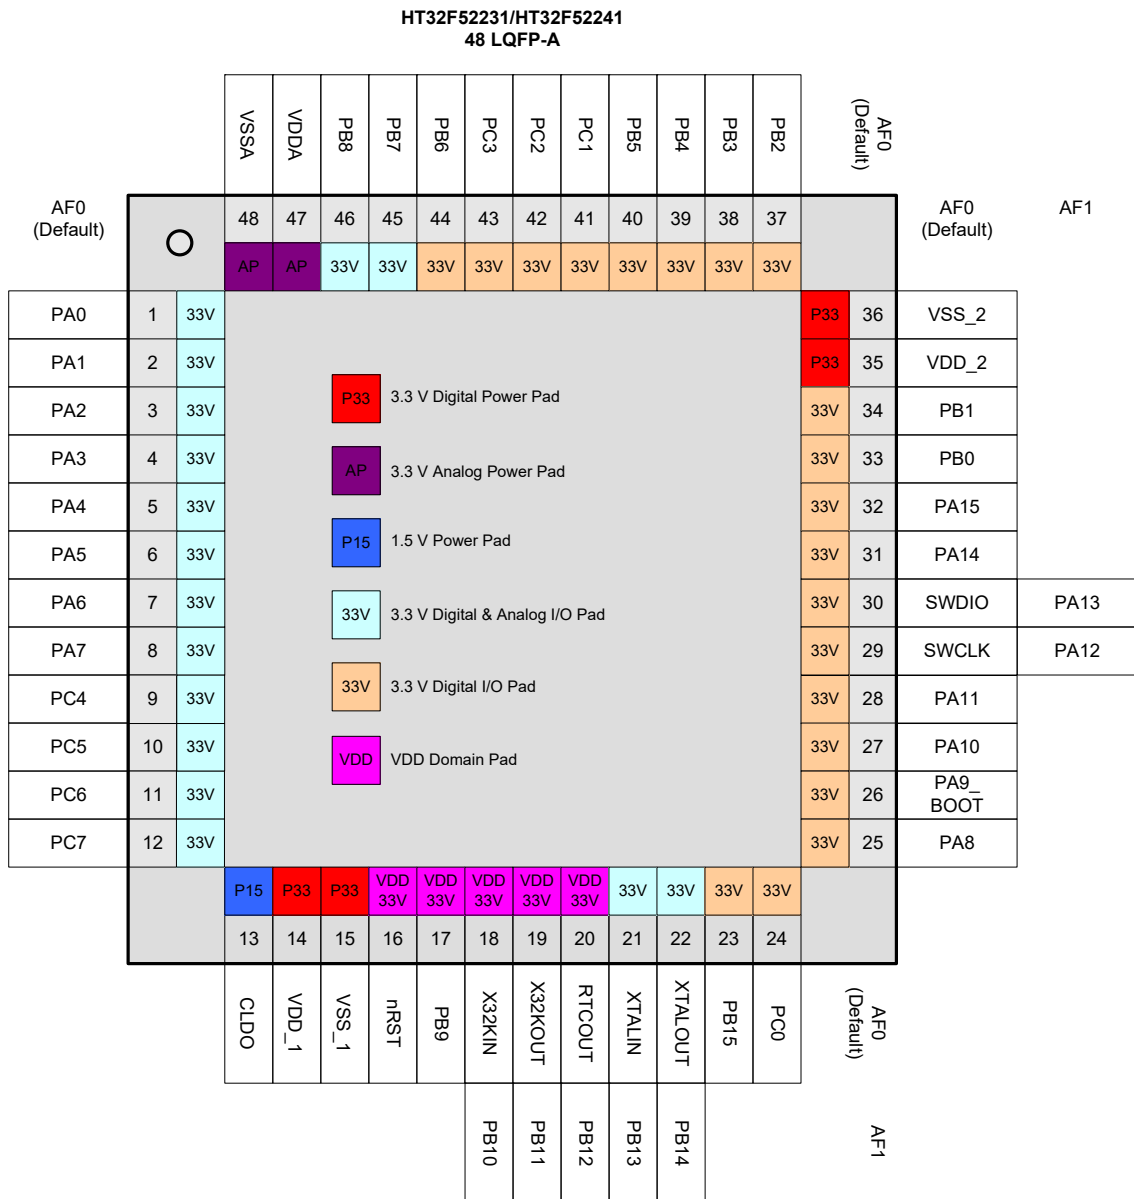 HT32F52231/HT32F52241
48 LQFP-A
VSSA
VDDA
PB8
PB7
PB6
PC3
PC2
PC1
PB5
PB4
PB3
PB2
AF0
(Default)
AF0
(Default)
48 47 46 45 44 43 42 41 40 39 38 37
AF0
(Default)
AF1
AP AP 33V 33V 33V 33V 33V 33V 33V 33V 33V 33V
PA0 1 33V
P33 36 VSS_2
PA1 2 33V
P33 35 VDD_2
PA2 3 33V
33V 34 PB1
PA3 4 33V
33V 33 PB0
PA4 5 33V
33V 32 PA15
PA5 6 33V
33V 31 PA14
PA6 7 33V
33V 30 SWDIO PA13
PA7 8 33V
33V 29 SWCLK PA12
PC4 9 33V
33V 28 PA11
PC5 10 33V
33V 27 PA10
PC6 11 33V
33V 26 PA9_
BOOT
PC7 12 33V
33V 25 PA8
P33 3.3 V Digital Power Pad
AP 3.3 V Analog Power Pad
P15 1.5 V Power Pad
33V 3.3 V Digital & Analog I/O Pad
33V 3.3 V Digital I/O Pad
VDD VDD Domain Pad
P15 P33 P33 VDD VDD VDD VDD VDD 33V 33V 33V 33V
33V 33V 33V 33V 33V
13 14 15 16 17 18 19 20 21 22 23 24
CLDO
VDD_1
VSS_1
nRST
PB9
X32KIN
X32KOUT
RTCOUT
XTALIN
XTALOUT
PB15
PC0
AF0
(Default)
PB10
PB11
PB12
PB13
PB14
AF1